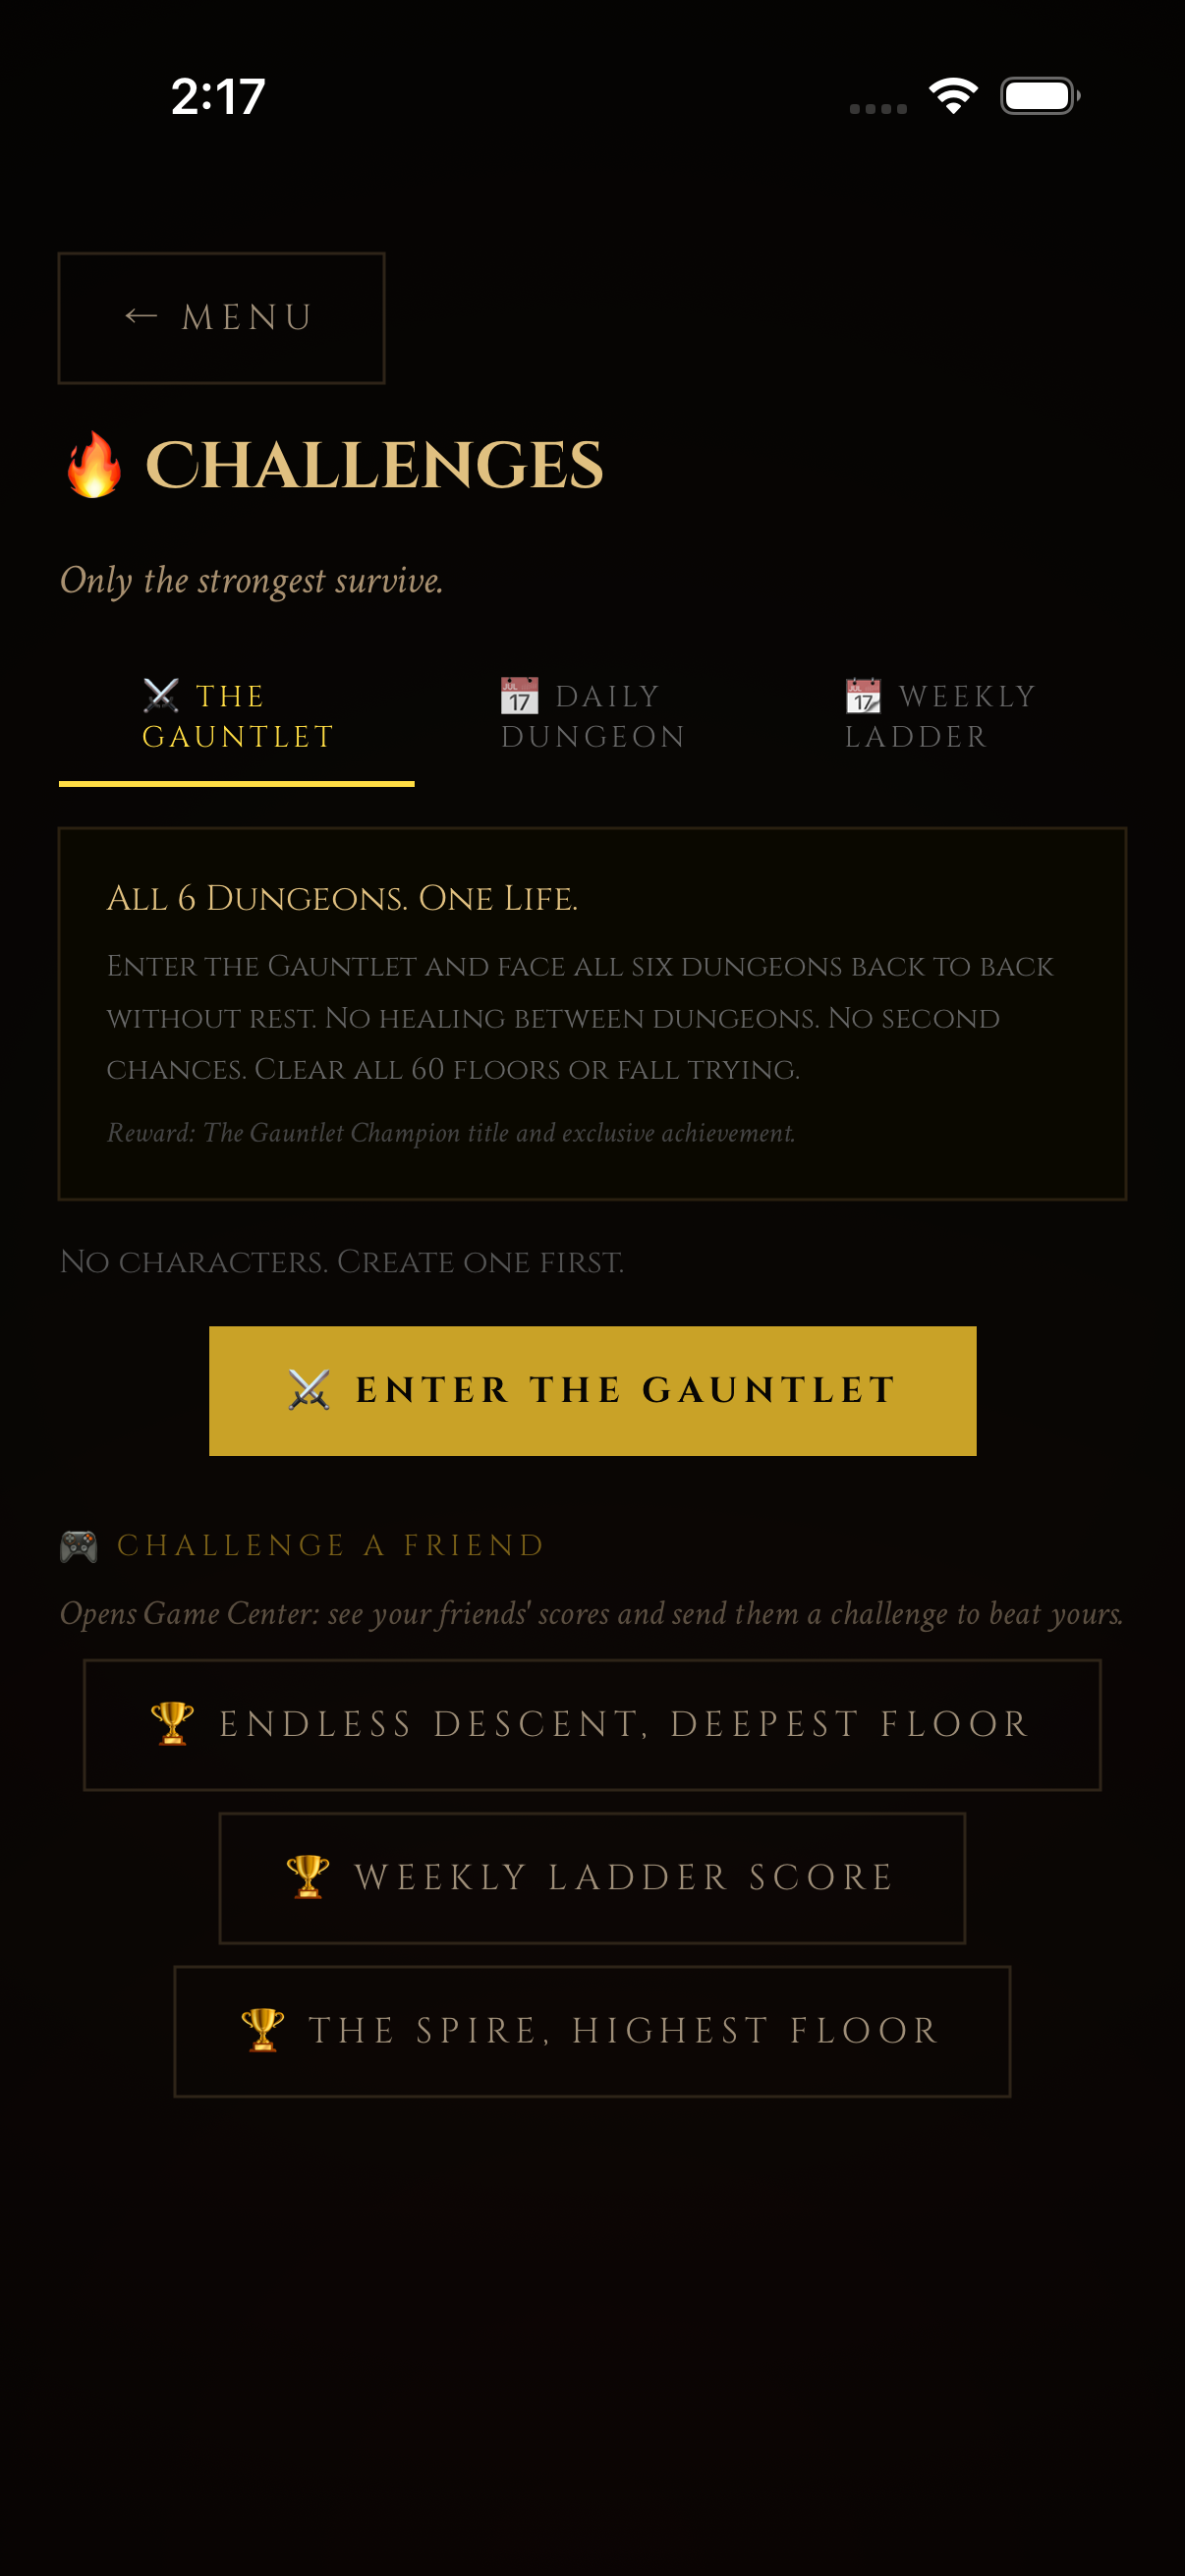 2:17
← MENU
🔥 Challenges
Only the strongest survive.
⚔️ THE GAUNTLET
📅 DAILY DUNGEON
📆 WEEKLY LADDER
All 6 Dungeons. One Life.
Enter the Gauntlet and face all six dungeons back to back
without rest. No healing between dungeons. No second
chances. Clear all 60 floors or fall trying.
Reward: The Gauntlet Champion title and exclusive achievement.
No characters. Create one first.
⚔️ ENTER THE GAUNTLET
🎮 CHALLENGE A FRIEND
Opens Game Center: see your friends' scores and send them a challenge to beat yours.
🏆 ENDLESS DESCENT, DEEPEST FLOOR
🏆 WEEKLY LADDER SCORE
🏆 THE SPIRE, HIGHEST FLOOR